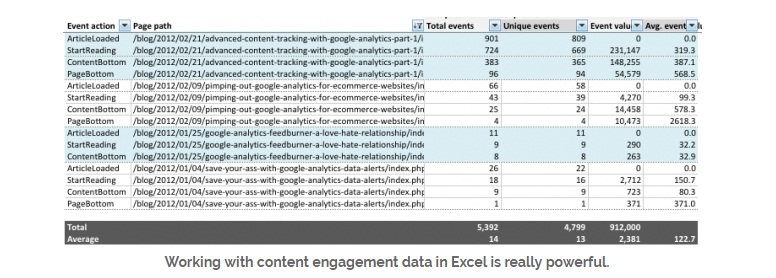 Event action Page path Total events Unique events Event valu Avg. event
ArticleLoaded /blog/2012/02/21/advanced-content-tracking-with-google-analytics-part-1/i 901 809 0 0.0
StartReading /blog/2012/02/21/advanced-content-tracking-with-google-analytics-part-1/i 724 669 231,147 319.3
ContentBottom /blog/2012/02/21/advanced-content-tracking-with-google-analytics-part-1/i 383 365 148,255 387.1
PageBottom /blog/2012/02/21/advanced-content-tracking-with-google-analytics-part-1/i 96 94 54,579 568.5
ArticleLoaded /blog/2012/02/09/pimping-out-google-analytics-for-ecommerce-websites/in 66 58 0 0.0
StartReading /blog/2012/02/09/pimping-out-google-analytics-for-ecommerce-websites/in 43 39 4,270 99.3
ContentBottom /blog/2012/02/09/pimping-out-google-analytics-for-ecommerce-websites/in 25 24 14,458 578.3
PageBottom /blog/2012/02/09/pimping-out-google-analytics-for-ecommerce-websites/in 4 4 10,473 2618.3
ArticleLoaded /blog/2012/01/25/google-analytics-feedburner-a-love-hate-relationship/inde 11 11 0 0.0
StartReading /blog/2012/01/25/google-analytics-feedburner-a-love-hate-relationship/inde 9 9 290 32.2
ContentBottom /blog/2012/01/25/google-analytics-feedburner-a-love-hate-relationship/inde 8 8 263 32.9
ArticleLoaded /blog/2012/01/04/save-your-ass-with-google-analytics-data-alerts/index.php 26 22 0 0.0
StartReading /blog/2012/01/04/save-your-ass-with-google-analytics-data-alerts/index.php 18 16 2,712 150.7
ContentBottom /blog/2012/01/04/save-your-ass-with-google-analytics-data-alerts/index.php 9 9 723 80.3
PageBottom /blog/2012/01/04/save-your-ass-with-google-analytics-data-alerts/index.php 1 1 371 371.0
Total 5,392 4,799 912,000
Average 14 13 2,381 122.7
Working with content engagement data in Excel is really powerful.